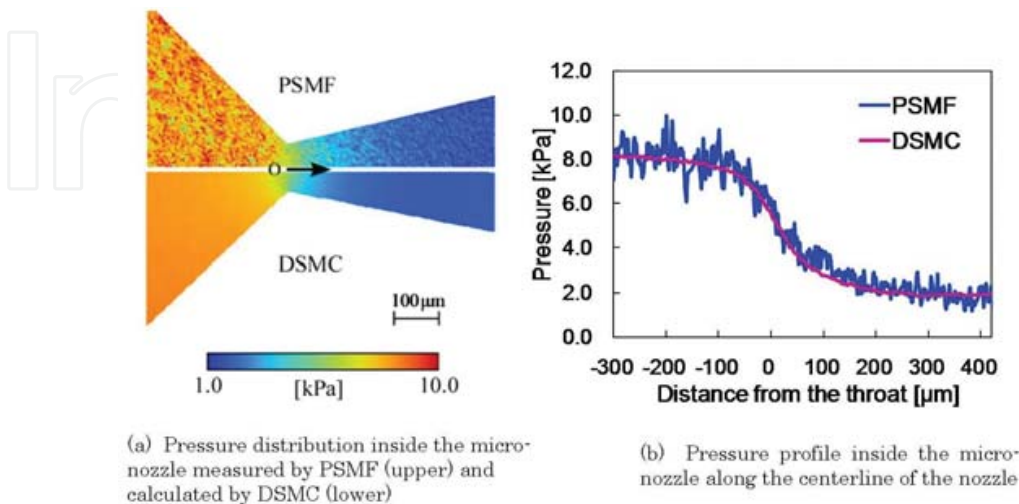 In
PSMF
O
DSMC
100μm
1.0
10.0
[kPa]
(a) Pressure distribution inside the micro-
nozzle measured by PSMF (upper) and
calculated by DSMC (lower)
12.0
10.0
8.0
6.0
4.0
2.0
0.0
Pressure [kPa]
PSMF
DSMC
-300 -200 -100 0 100 200 300 400
Distance from the throat [μm]
(b) Pressure profile inside the micro-
nozzle along the centerline of the nozzle